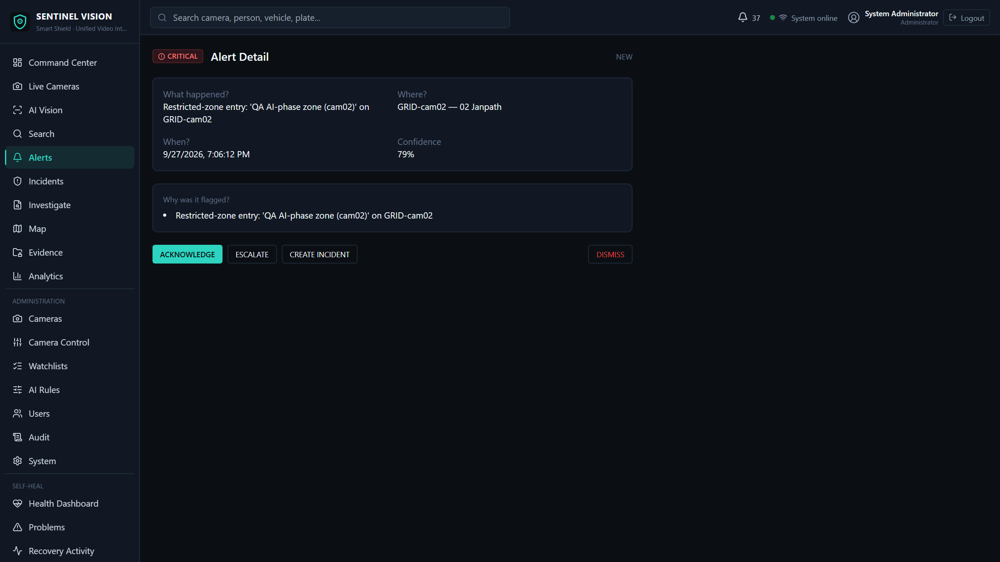 SENTINEL VISION
Smart Shield · Unified Video Int...
Search camera, person, vehicle, plate...
37
System online
System Administrator
Administrator
Logout
Command Center
Live Cameras
AI Vision
Search
Alerts
Incidents
Investigate
Map
Evidence
Analytics
ADMINISTRATION
Cameras
Camera Control
Watchlists
AI Rules
Users
Audit
System
SELF-HEAL
Health Dashboard
Problems
Recovery Activity
CRITICAL
Alert Detail
NEW
What happened?
Restricted-zone entry: 'QA AI-phase zone (cam02)' on
GRID-cam02
Where?
GRID-cam02 — 02 Janpath
When?
9/27/2026, 7:06:12 PM
Confidence
79%
Why was it flagged?
• Restricted-zone entry: 'QA AI-phase zone (cam02)' on GRID-cam02
ACKNOWLEDGE
ESCALATE
CREATE INCIDENT
DISMISS